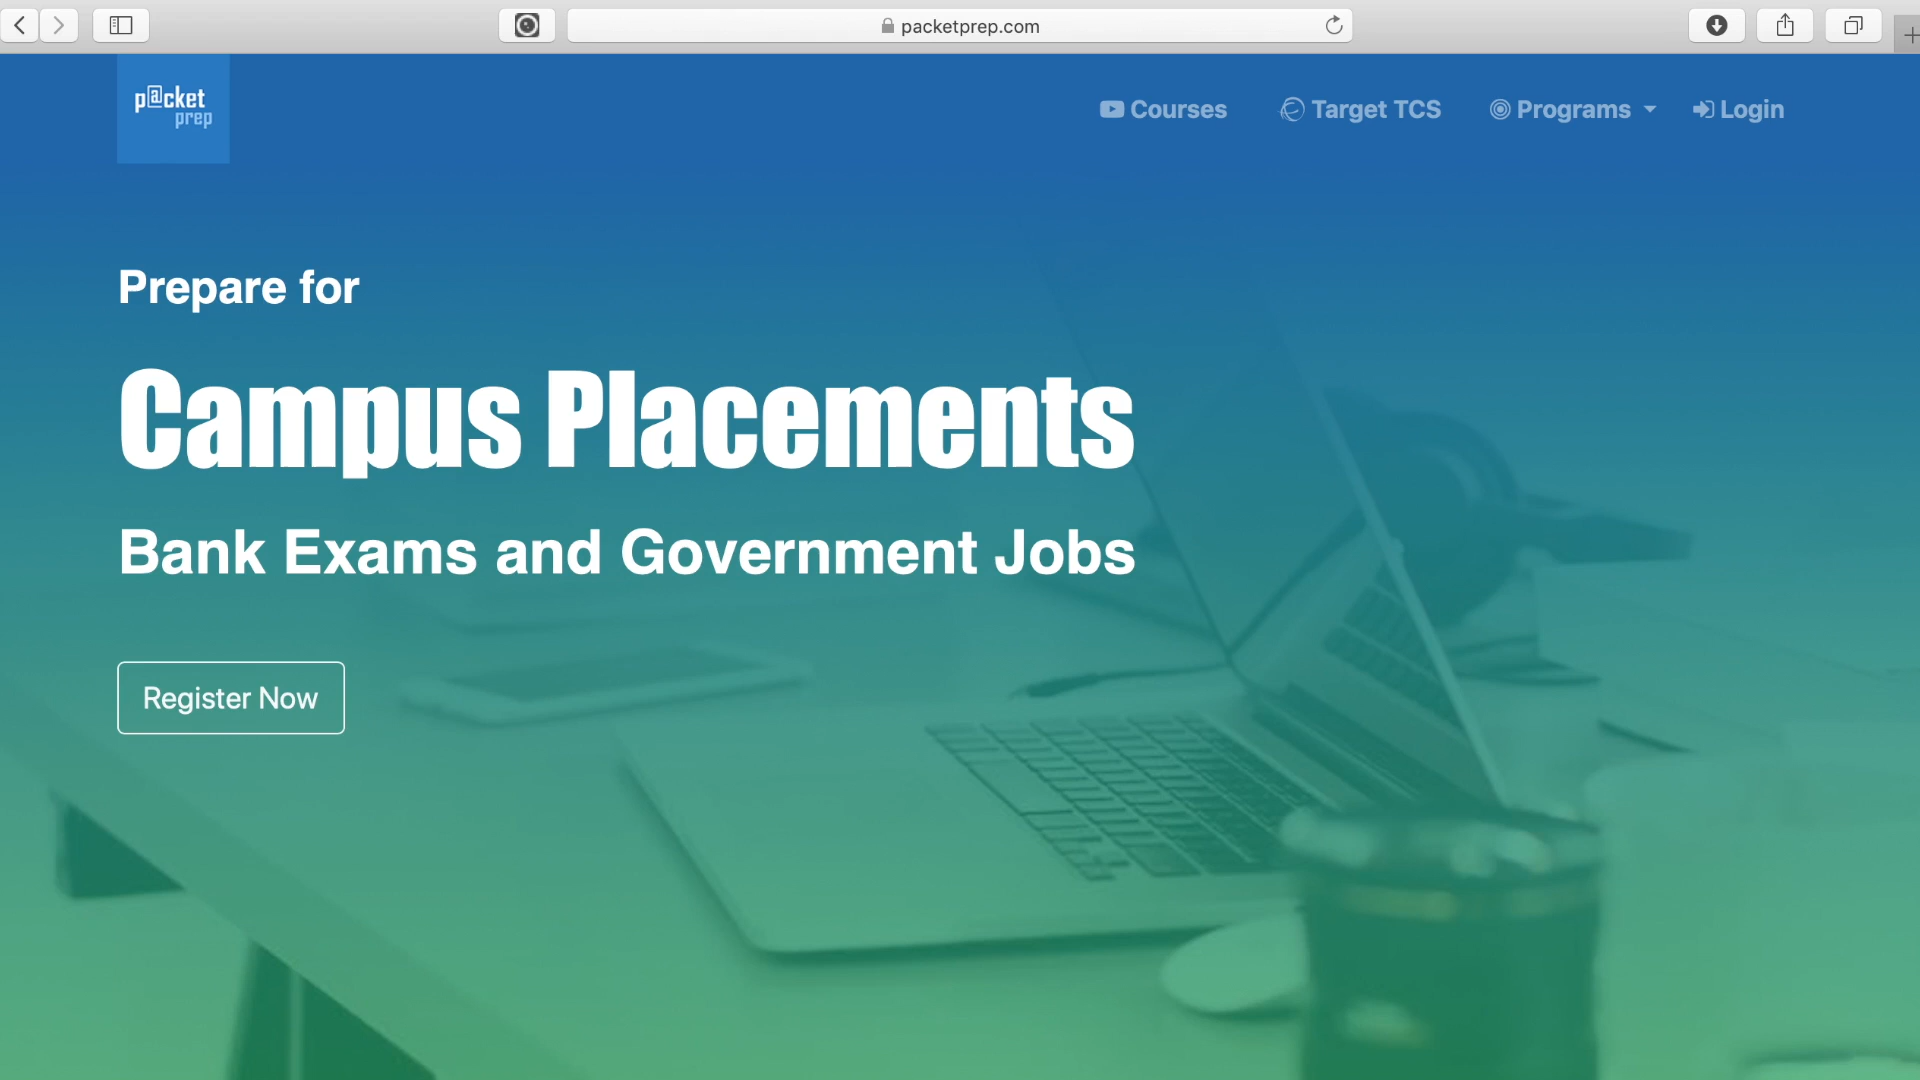 packetprep.com
p@cket
prep
Courses
Target TCS
Programs
Login
Prepare for
Campus Placements
Bank Exams and Government Jobs
Register Now